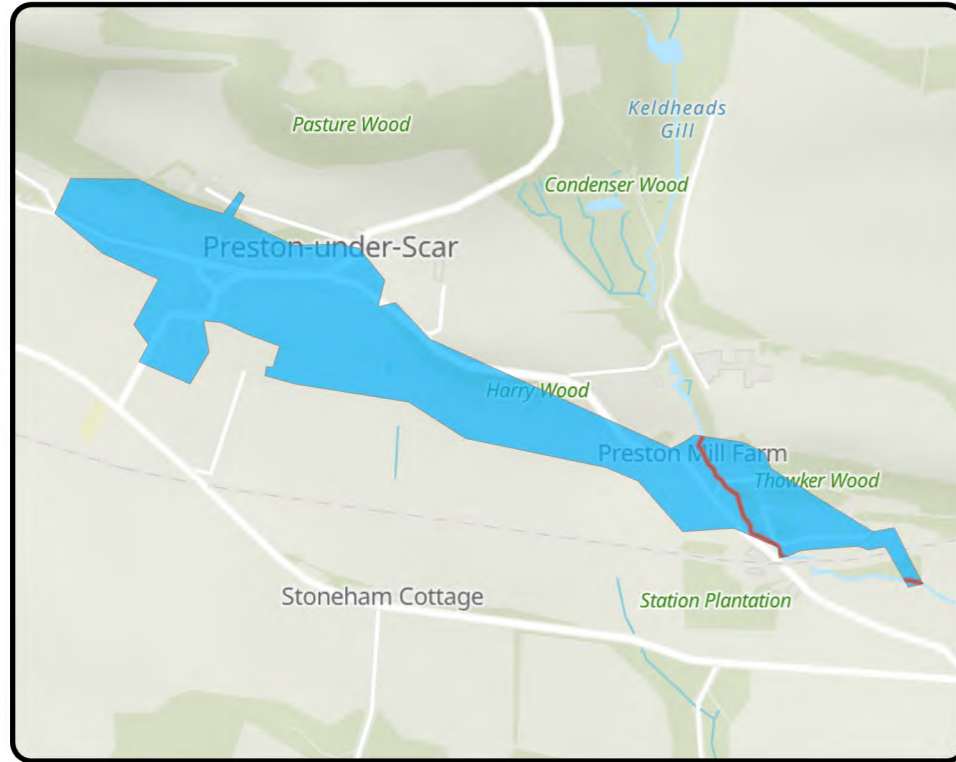 Pasture Wood
Keldheads
Gill
Condenser Wood
Preston-under-Scar
Harry Wood
Preston Mill Farm
Thowker Wood
Stoneham Cottage
Station Plantation